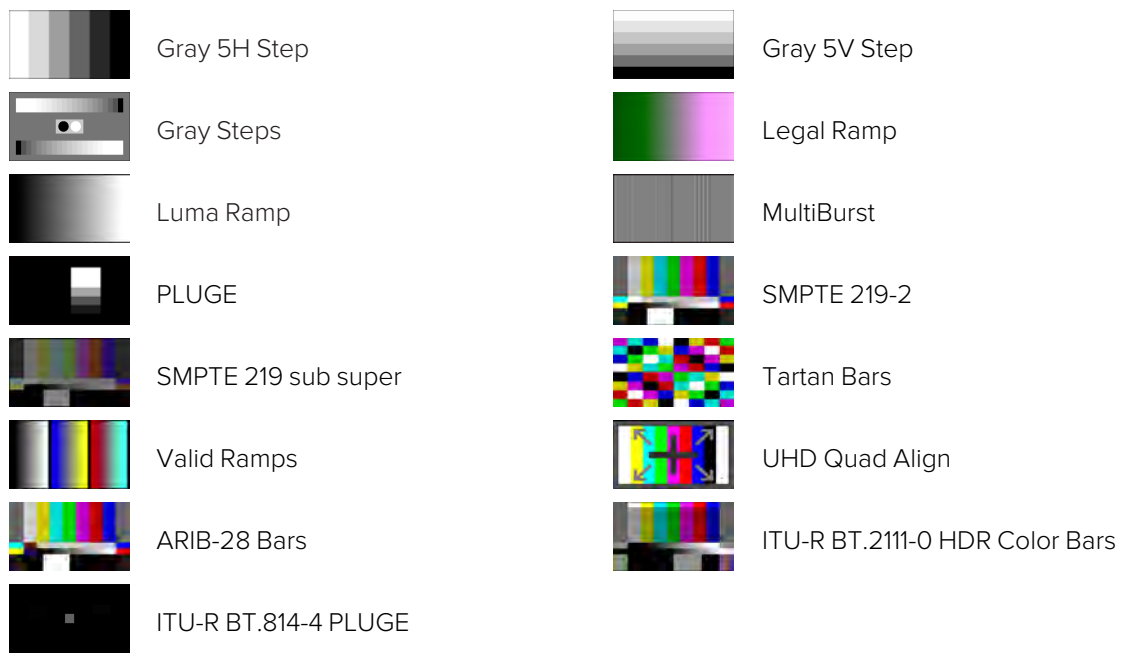 Gray 5H Step
Gray 5V Step
Gray Steps
Legal Ramp
Luma Ramp
MultiBurst
PLUGE
SMPTE 219-2
SMPTE 219 sub super
Tartan Bars
Valid Ramps
UHD Quad Align
ARIB-28 Bars
ITU-R BT.2111-0 HDR Color Bars
ITU-R BT.814-4 PLUGE